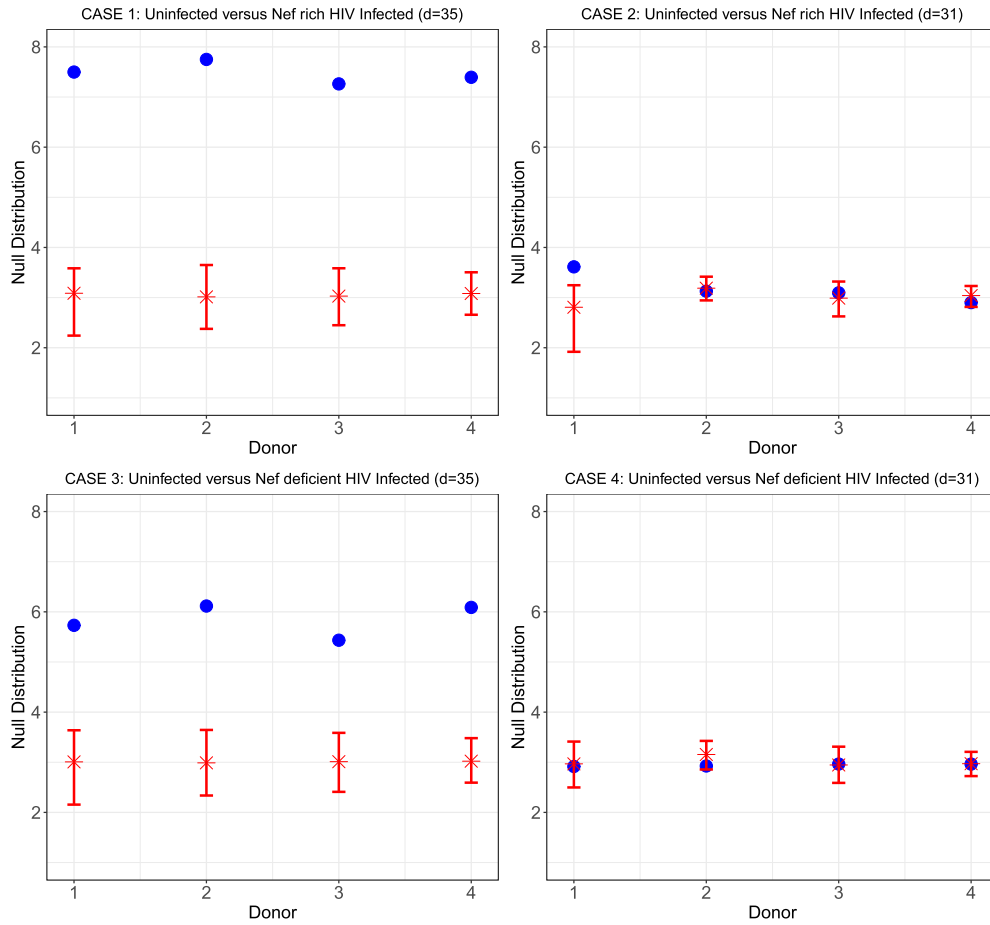 CASE 1: Uninfected versus Nef rich HIV Infected (d=35)
8
6
4
2
Null Distribution
1 2 3 4
Donor
CASE 2: Uninfected versus Nef rich HIV Infected (d=31)
8
6
4
2
Null Distribution
1 2 3 4
Donor
CASE 3: Uninfected versus Nef deficient HIV Infected (d=35)
8
6
4
2
Null Distribution
1 2 3 4
Donor
CASE 4: Uninfected versus Nef deficient HIV Infected (d=31)
8
6
4
2
Null Distribution
1 2 3 4
Donor